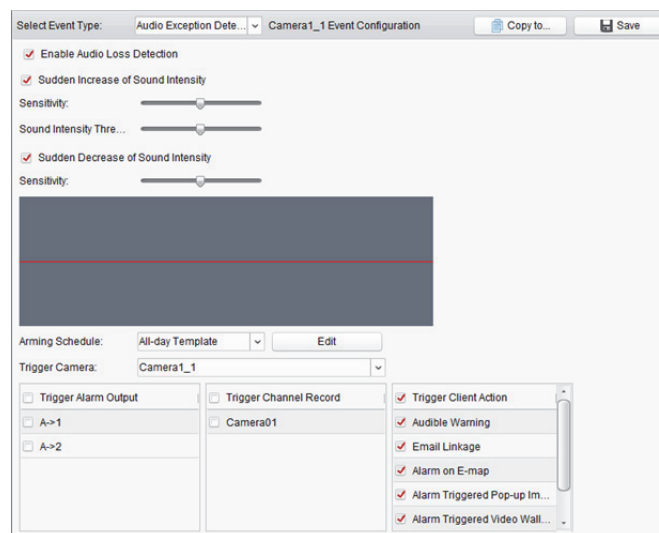 Select Event Type: Audio Exception Dete... Camera1_1 Event Configuration Copy to... Save
Enable Audio Loss Detection
Sudden Increase of Sound Intensity
Sensitivity:
Sound Intensity Thre...
Sudden Decrease of Sound Intensity
Sensitivity:
Arming Schedule: All-day Template Edit
Trigger Camera: Camera1_1
Trigger Alarm Output Trigger Channel Record Trigger Client Action
A->1 Camera01 Audible Warning
A->2 Email Linkage
Alarm on E-map
Alarm Triggered Pop-up Im...
Alarm Triggered Video Wall...